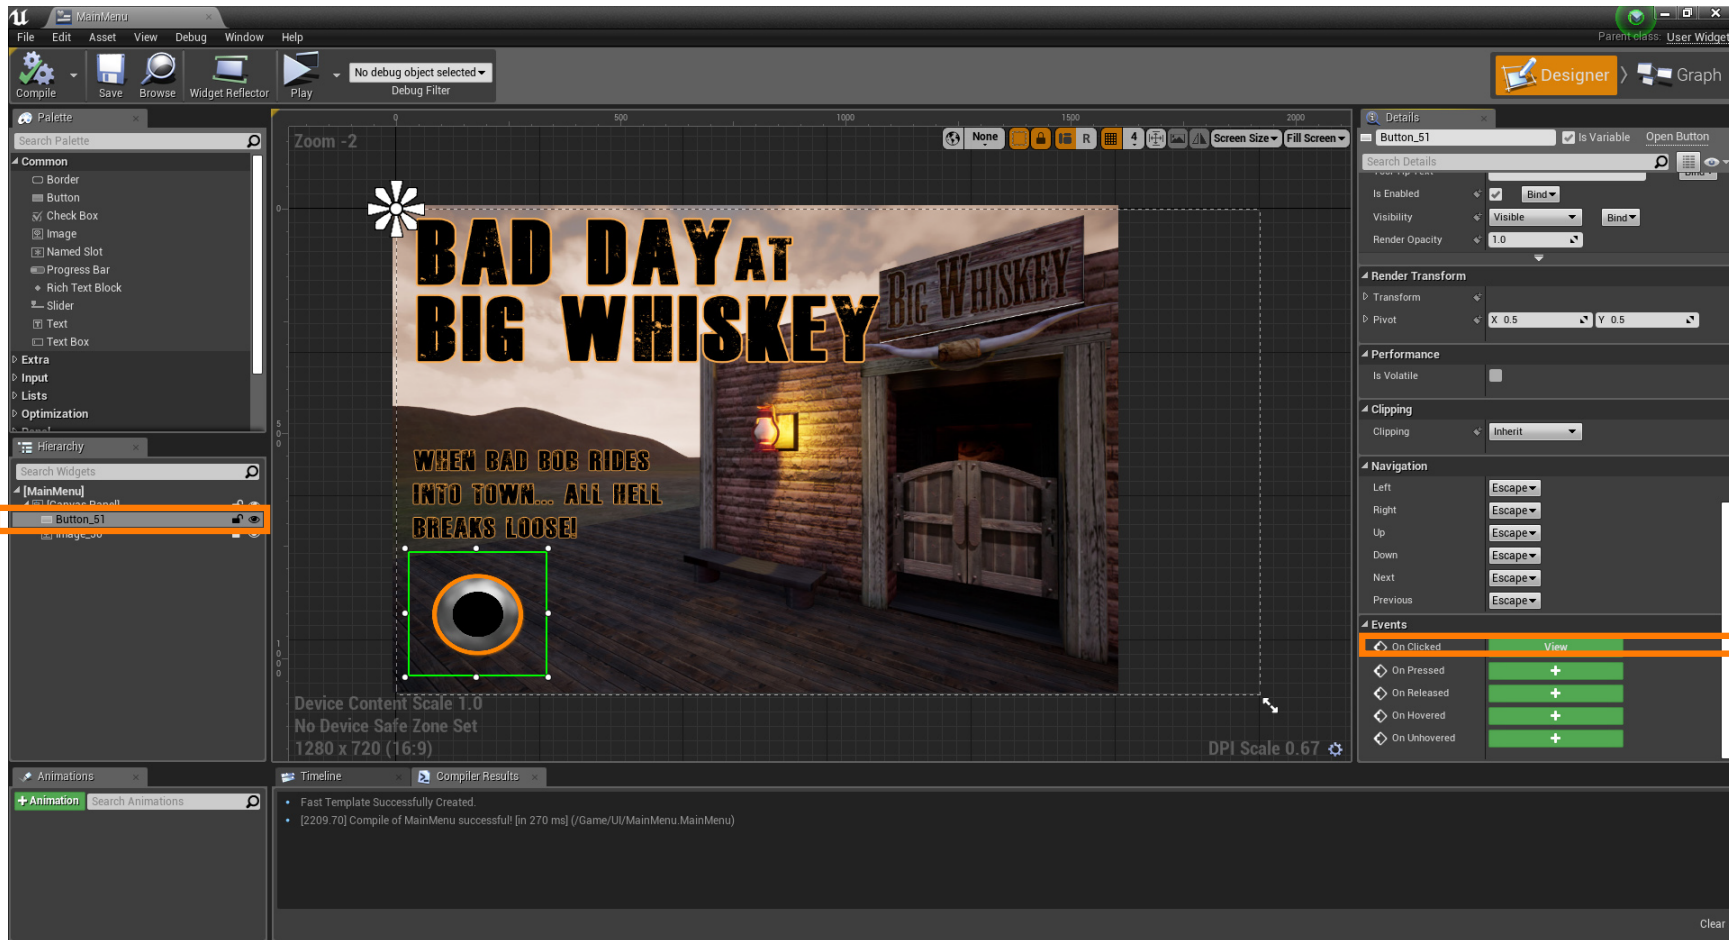 MainMenu
File Edit Asset View Debug Window Help
Parent class: User Widget
Compile Save Browse Widget Reflector Play
No debug object selected
Debug Filter
Designer Graph
Palette
Search Palette
Common
Border
Button
Check Box
Image
Named Slot
Progress Bar
Rich Text Block
Slider
Text
Text Box
Extra
Input
Lists
Optimization
Panel
Hierarchy
Search Widgets
[MainMenu]
[Canvas Panel]
Button_51
Animations
+ Animation Search Animations
0 500 1000 1500 2000
Zoom -2
None R 4 Screen Size Fill Screen
0
500
1000
BAD DAY AT
BIG WHISKEY
BIG WHISKEY
WHEN BAD BOB RIDES
INTO TOWN... ALL HELL
BREAKS LOOSE!
Device Content Scale 1.0
No Device Safe Zone Set
1280 x 720 (16:9)
DPI Scale 0.67
Timeline Compiler Results
Fast Template Successfully Created.
[2209.70] Compile of MainMenu successful! [in 270 ms] (/Game/UI/MainMenu.MainMenu)
Clear
Details
Button_51 Is Variable Open Button
Search Details
Is Enabled Bind
Visibility Visible Bind
Render Opacity 1.0
Render Transform
Transform
Pivot X 0.5 Y 0.5
Performance
Is Volatile
Clipping
Clipping Inherit
Navigation
Left Escape
Right Escape
Up Escape
Down Escape
Next Escape
Previous Escape
Events
On Clicked View
On Pressed +
On Released +
On Hovered +
On Unhovered +